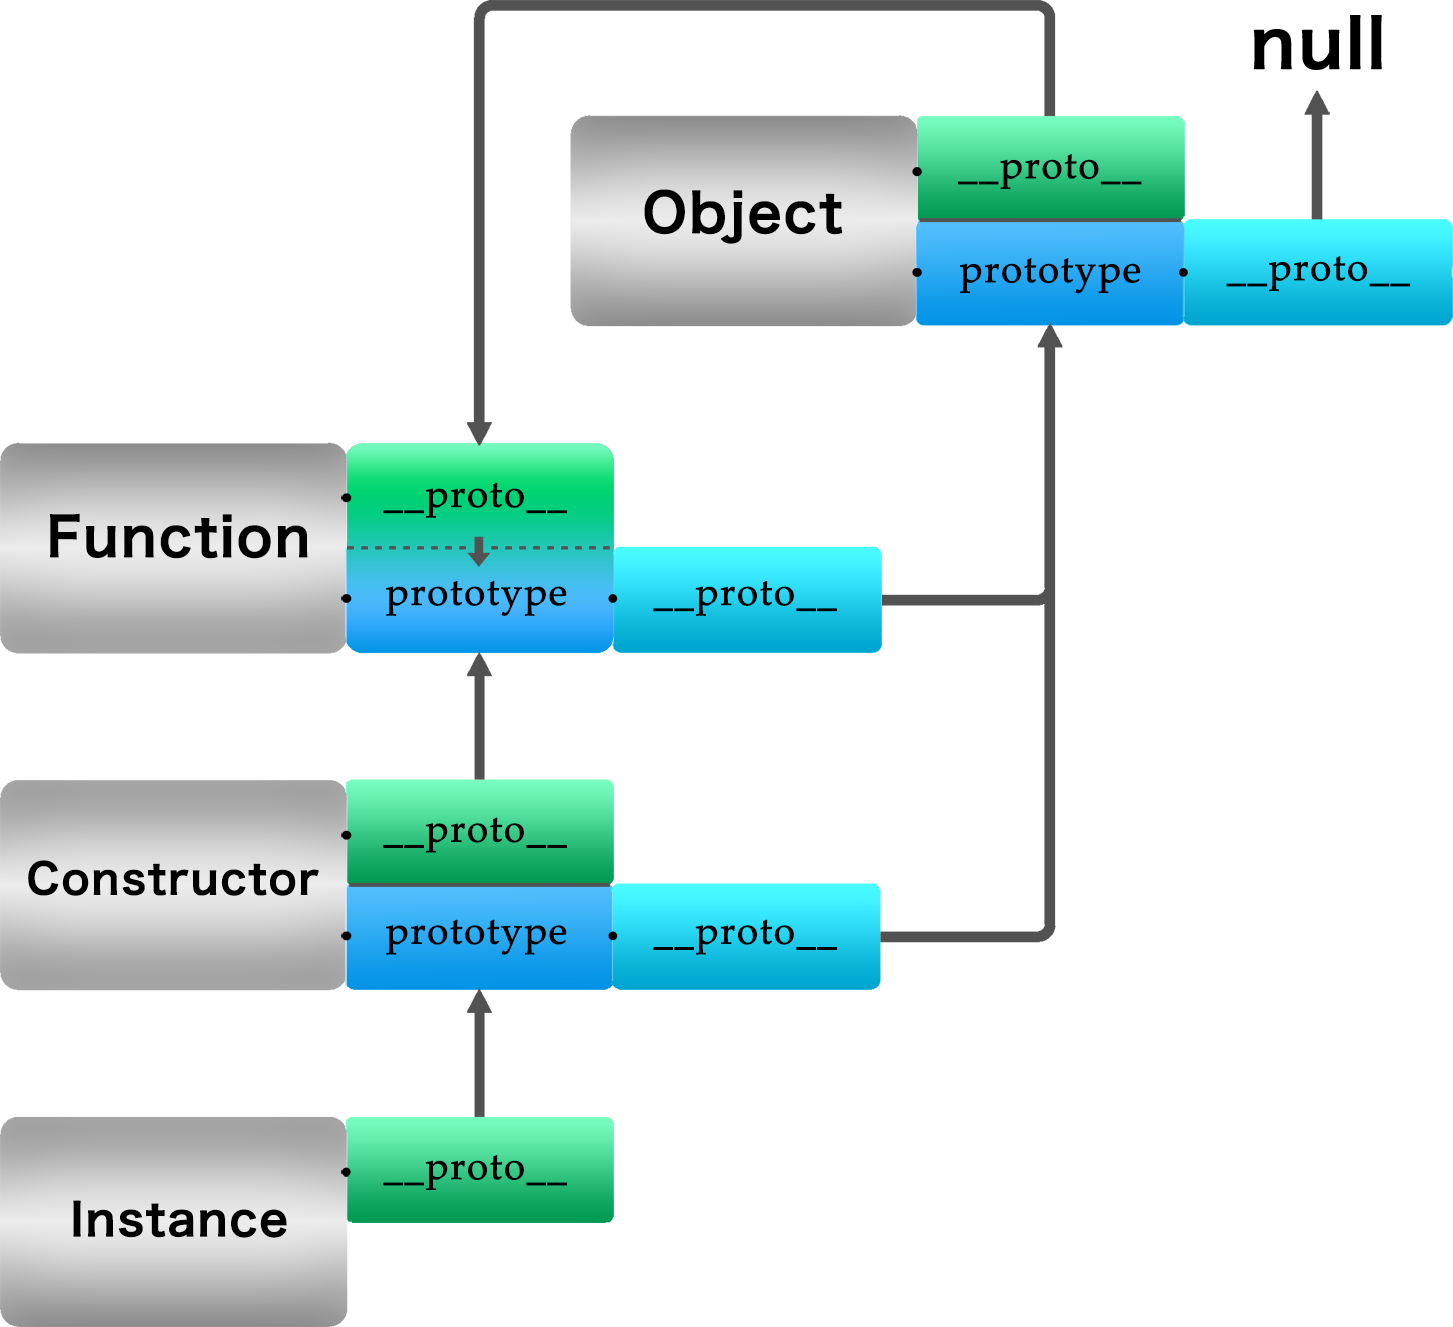 null
__proto__
Object
prototype
__proto__
__proto__
Function
prototype
__proto__
__proto__
Constructor
prototype
__proto__
__proto__
Instance